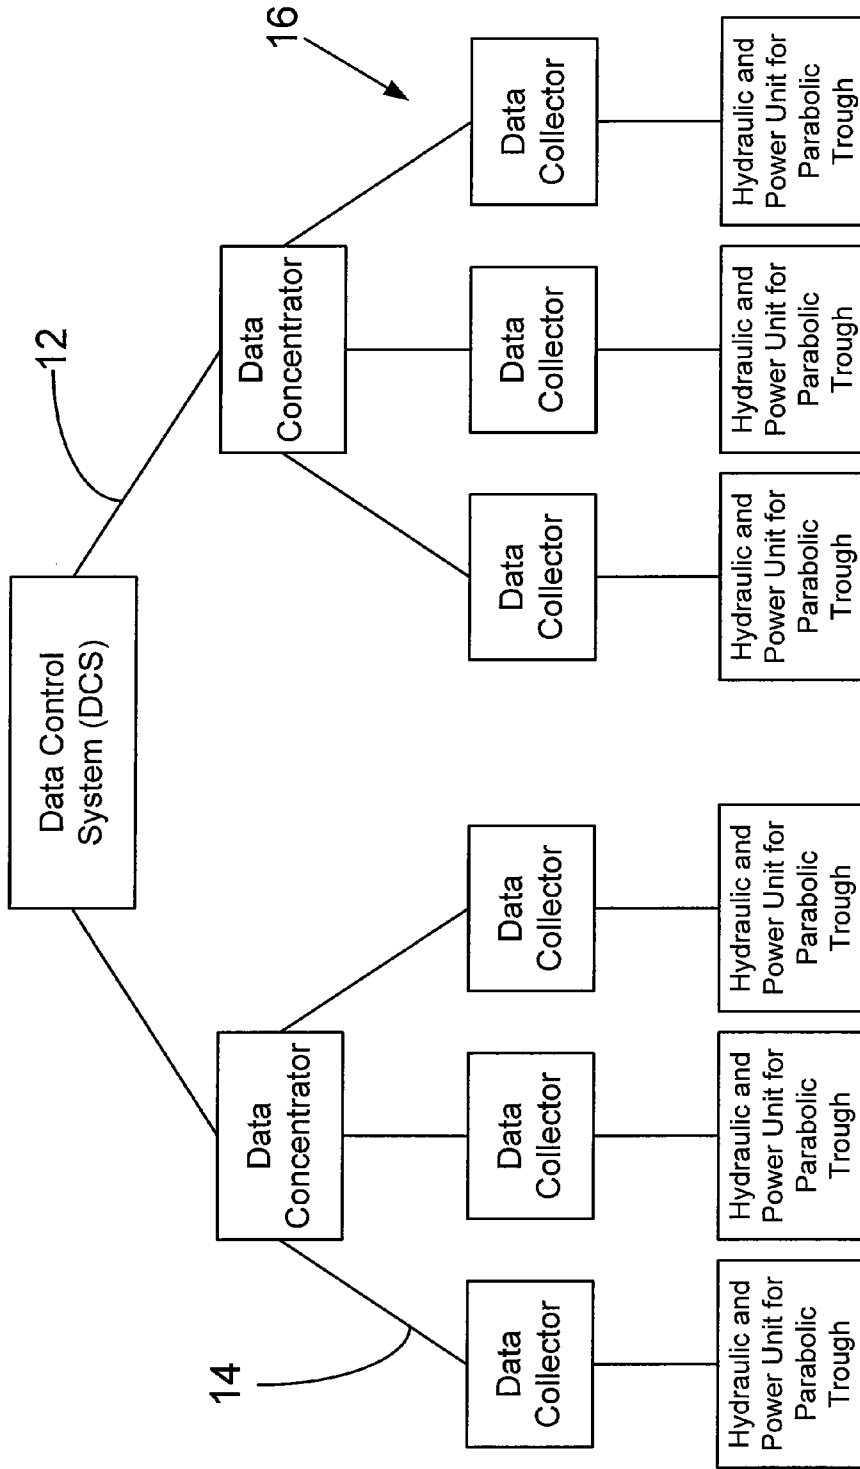 Data Control
System (DCS)
12
16
14
Data
Concentrator
Data
Concentrator
Data
Collector
Data
Collector
Data
Collector
Data
Collector
Data
Collector
Data
Collector
Hydraulic and
Power Unit for
Parabolic
Trough
Hydraulic and
Power Unit for
Parabolic
Trough
Hydraulic and
Power Unit for
Parabolic
Trough
Hydraulic and
Power Unit for
Parabolic
Trough
Hydraulic and
Power Unit for
Parabolic
Trough
Hydraulic and
Power Unit for
Parabolic
Trough